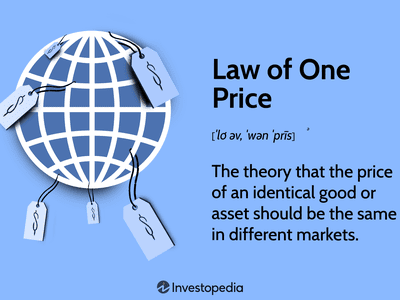 Law of One
Price
[ˈlɔ əv, ˈwən ˈprīs]
The theory that the price
of an identical good or
asset should be the same
in different markets.
Investopedia